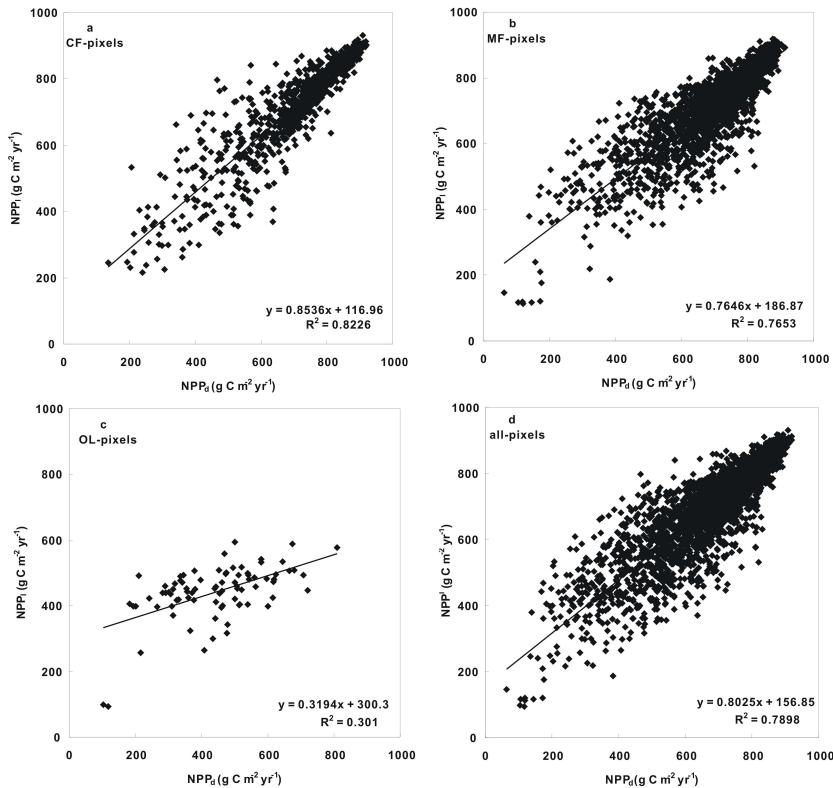 a
CF-pixels
1000
800
600
400
200
0
NPPl (g C m-2 yr-1)
y = 0.8536x + 116.96
R2 = 0.8226
0 200 400 600 800 1000
NPPd (g C m-2 yr-1)
b
MF-pixels
1000
800
600
400
200
0
NPPl (g C m-2 yr-1)
y = 0.7646x + 186.87
R2 = 0.7653
0 200 400 600 800 1000
NPPd (g C m-2 yr-1)
c
OL-pixels
1000
800
600
400
200
0
NPPl (g C m-2 yr-1)
y = 0.3194x + 300.3
R2 = 0.301
0 200 400 600 800 1000
NPPd (g C m-2 yr-1)
d
all-pixels
1000
800
600
400
200
0
NPPl (g C m-2 yr-1)
y = 0.8025x + 156.85
R2 = 0.7898
0 200 400 600 800 1000
NPPd (g C m-2 yr-1)